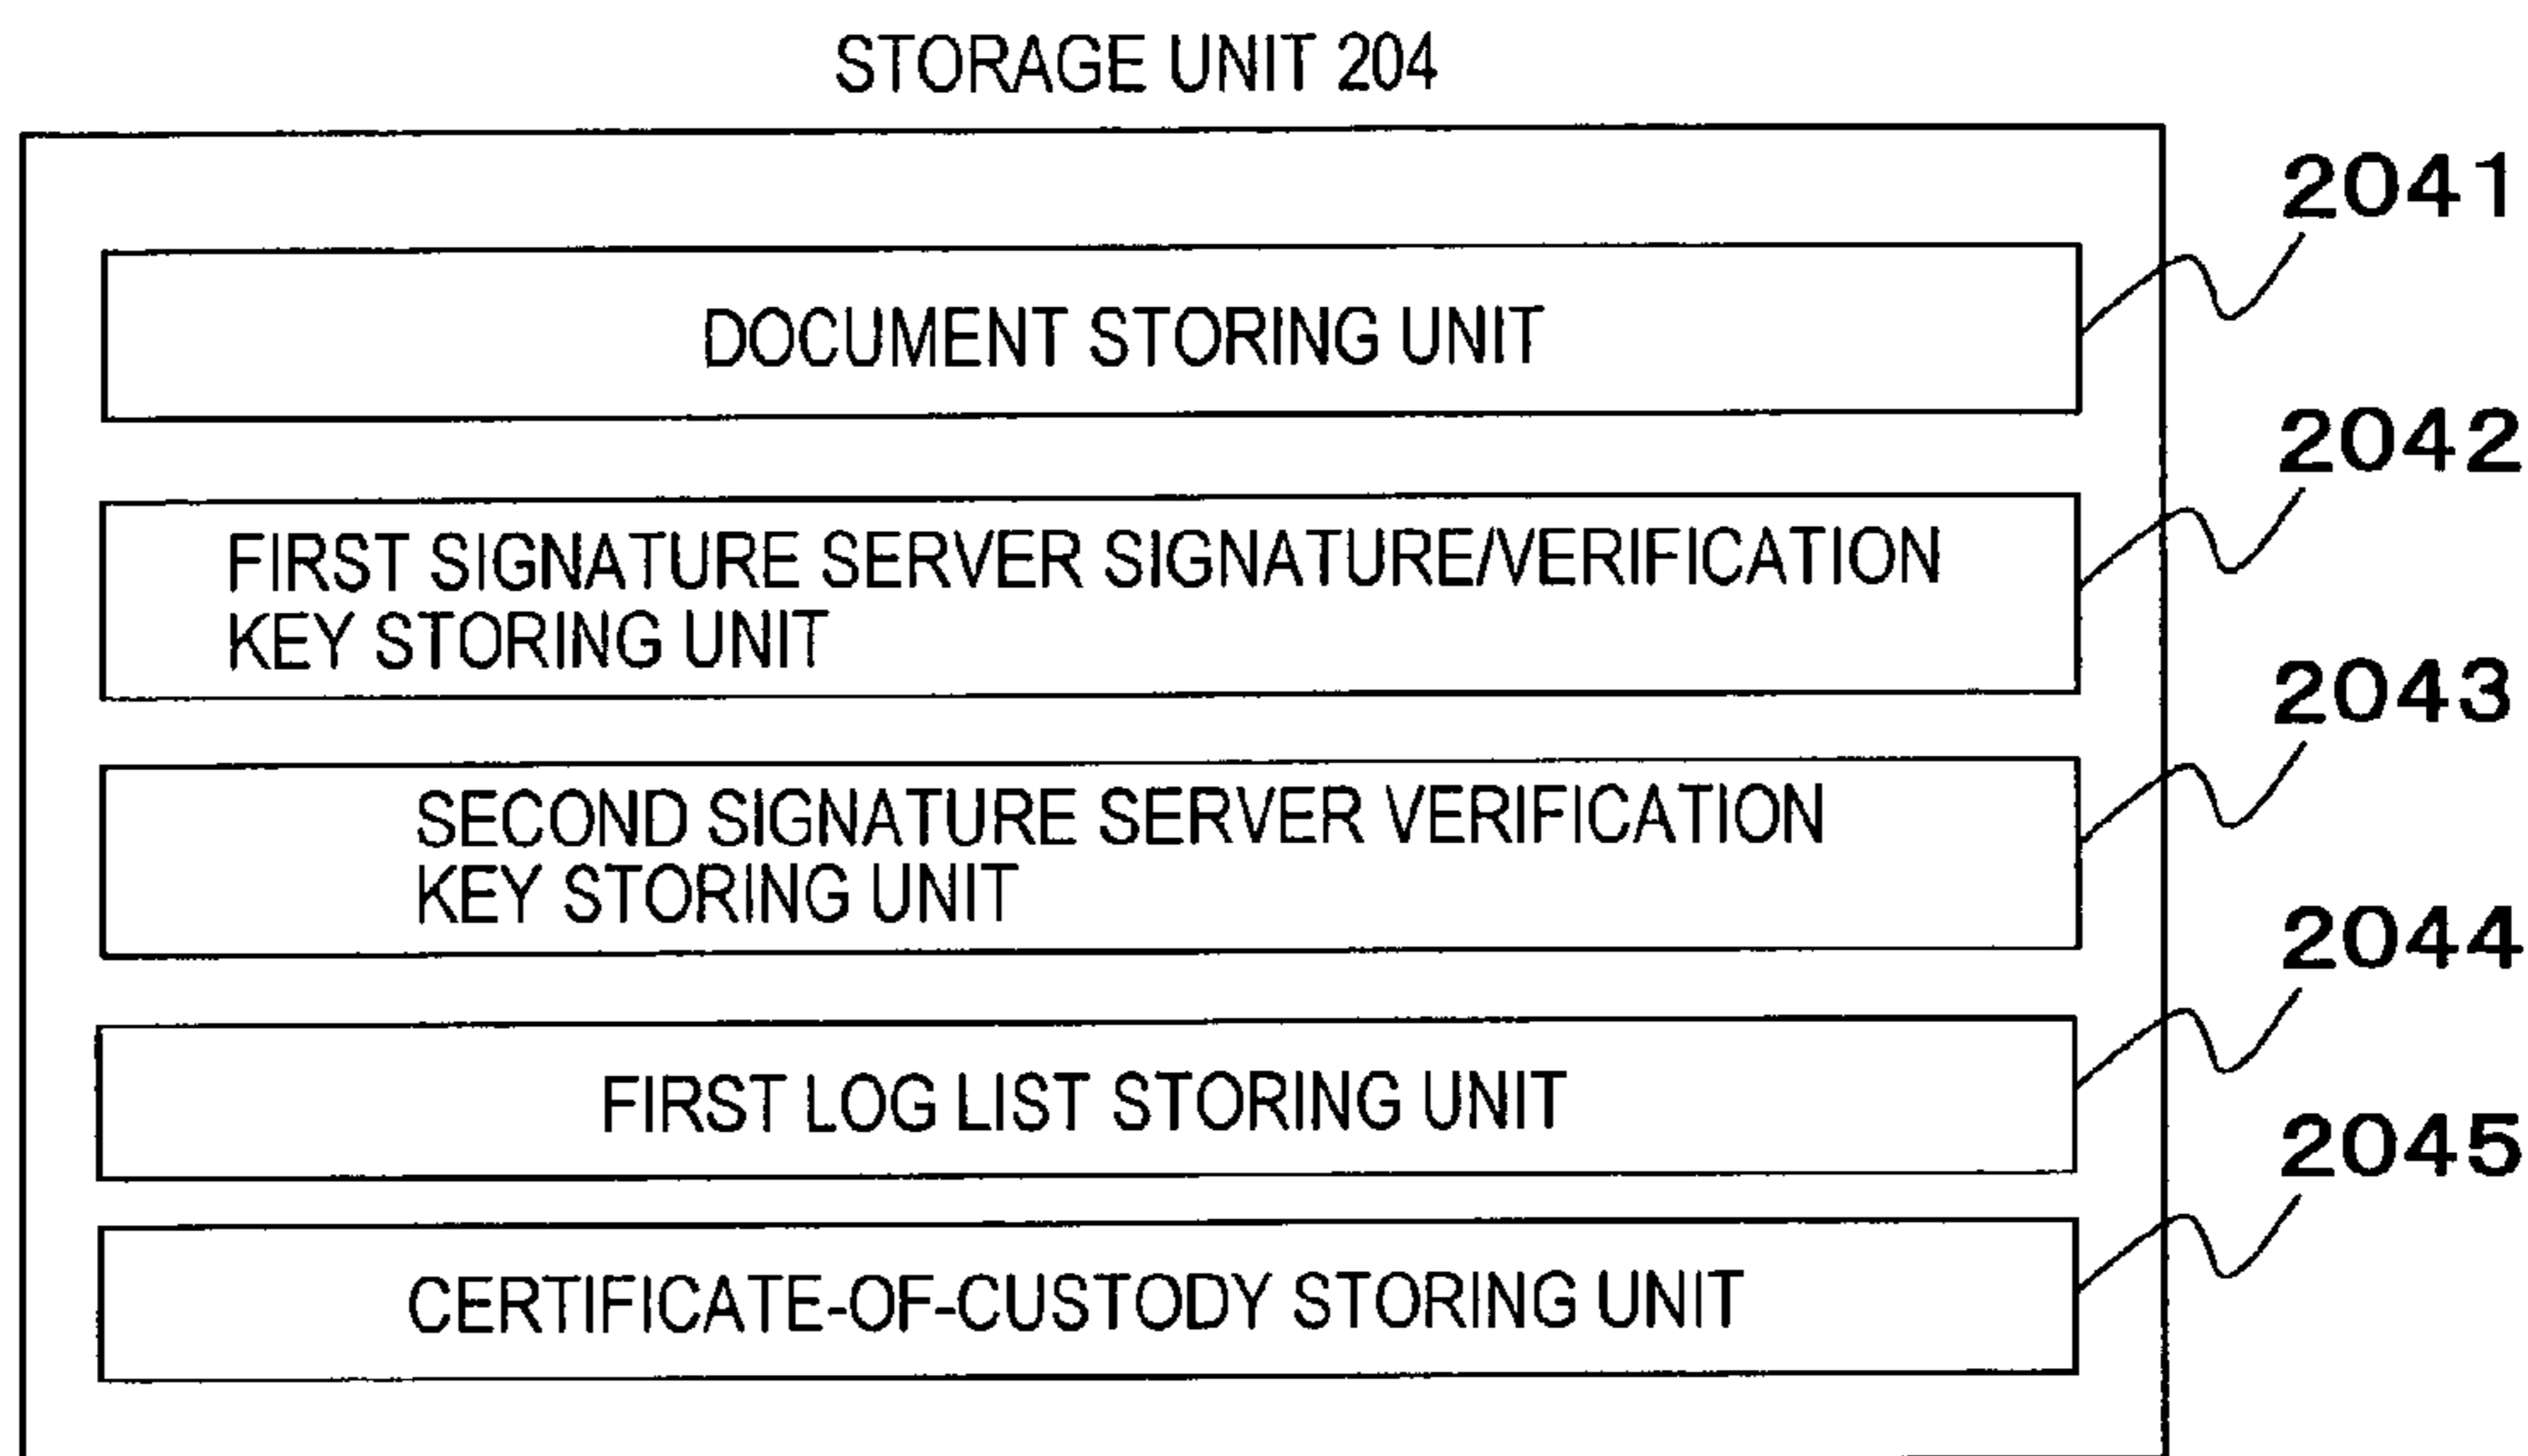 STORAGE UNIT 204
2041
DOCUMENT STORING UNIT
2042
FIRST SIGNATURE SERVER SIGNATURE/VERIFICATION
KEY STORING UNIT
2043
SECOND SIGNATURE SERVER VERIFICATION
KEY STORING UNIT
2044
FIRST LOG LIST STORING UNIT
2045
CERTIFICATE-OF-CUSTODY STORING UNIT